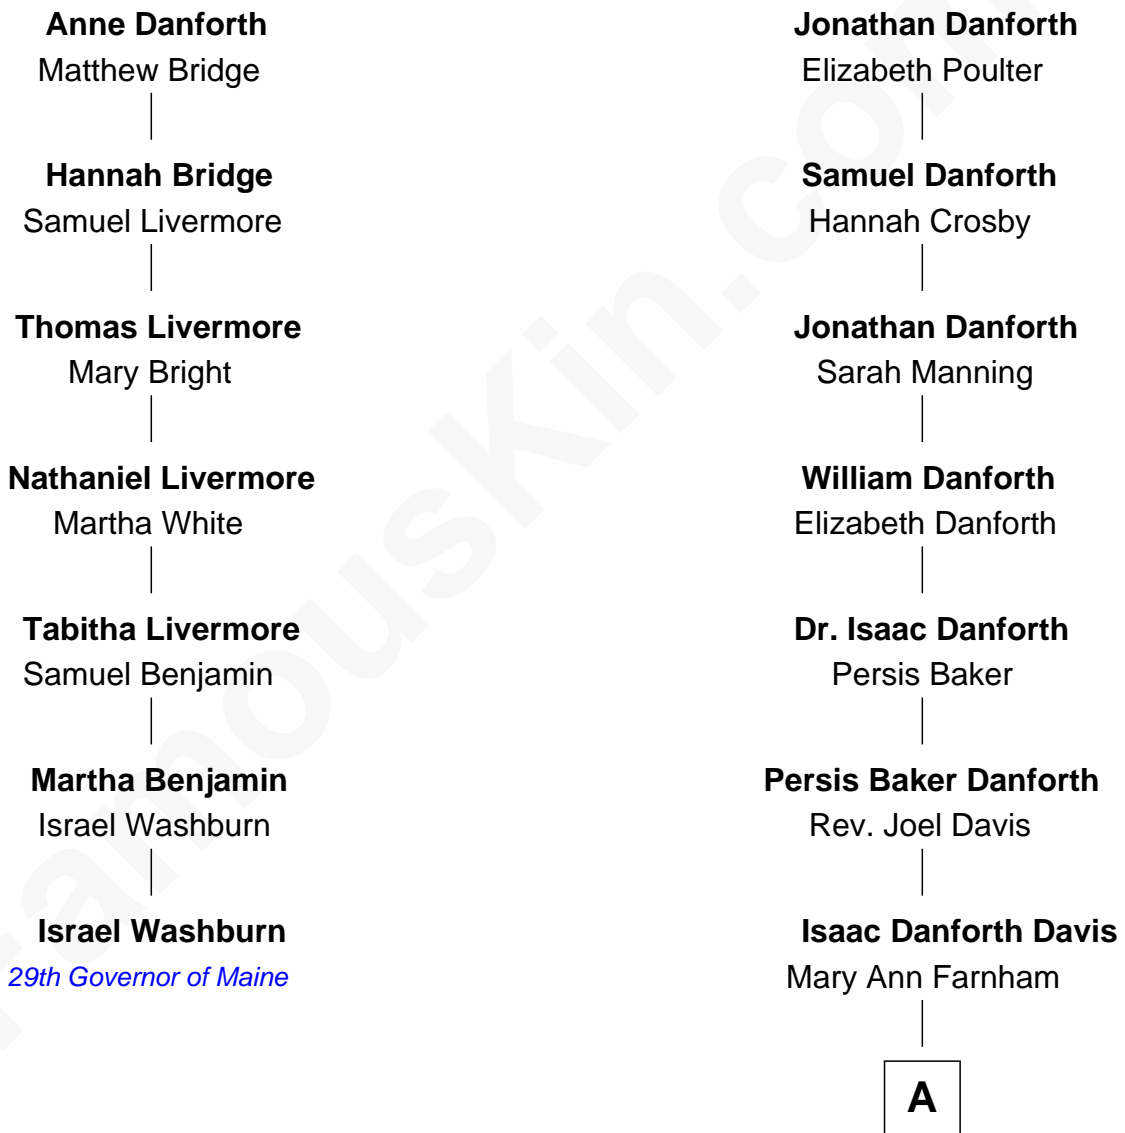 Anne Danforth
Matthew Bridge
Hannah Bridge
Samuel Livermore
Thomas Livermore
Mary Bright
Nathaniel Livermore
Martha White
Tabitha Livermore
Samuel Benjamin
Martha Benjamin
Israel Washburn
Israel Washburn
29th Governor of Maine
Jonathan Danforth
Elizabeth Poulter
Samuel Danforth
Hannah Crosby
Jonathan Danforth
Sarah Manning
William Danforth
Elizabeth Danforth
Dr. Isaac Danforth
Persis Baker
Persis Baker Danforth
Rev. Joel Davis
Isaac Danforth Davis
Mary Ann Farnham
A
FamousKin.com